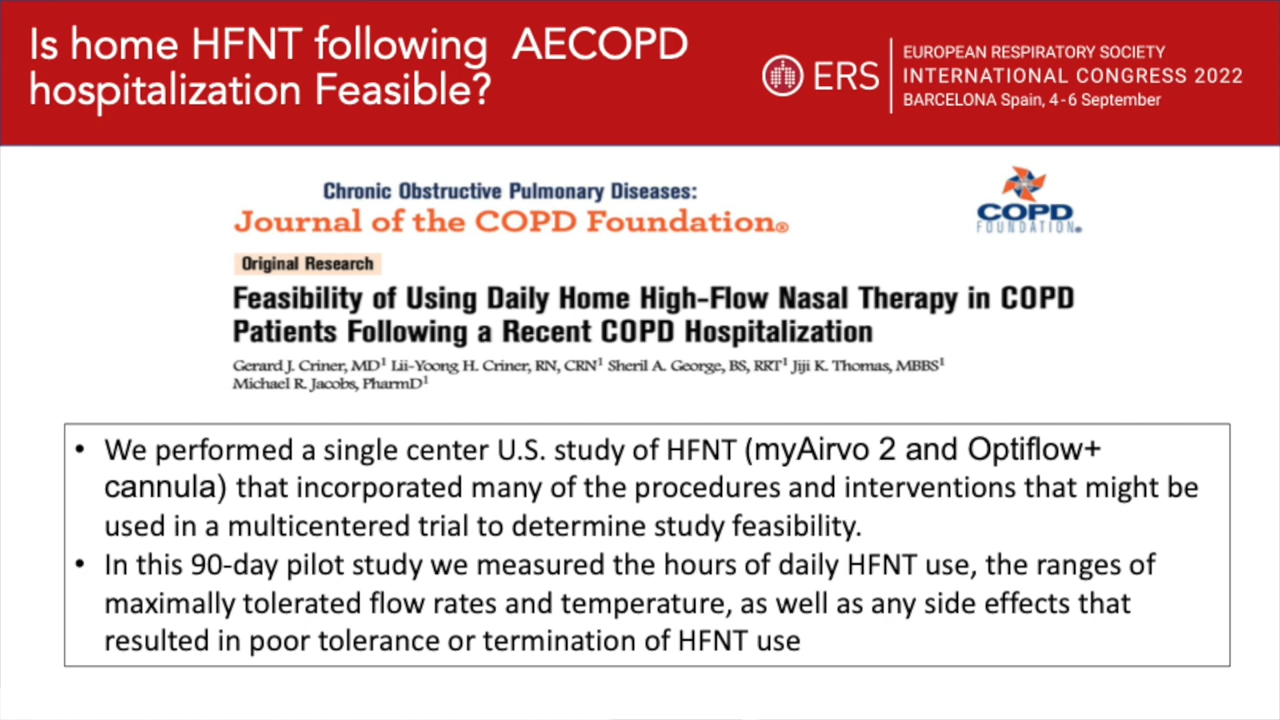 Is home HFNT following AECOPD
hospitalization Feasible?
ERS
EUROPEAN RESPIRATORY SOCIETY
INTERNATIONAL CONGRESS 2022
BARCELONA Spain, 4-6 September
Chronic Obstructive Pulmonary Diseases:
Journal of the COPD Foundation®
COPD
FOUNDATION®
Original Research
Feasibility of Using Daily Home High-Flow Nasal Therapy in COPD
Patients Following a Recent COPD Hospitalization
Gerard J. Criner, MD¹ Lii-Yoong H. Criner, RN, CRN¹ Sheril A. George, BS, RRT¹ Jiji K. Thomas, MBBS¹
Michael R. Jacobs, PharmD¹
• We performed a single center U.S. study of HFNT (myAirvo 2 and Optiflow+
cannula) that incorporated many of the procedures and interventions that might be
used in a multicentered trial to determine study feasibility.
• In this 90-day pilot study we measured the hours of daily HFNT use, the ranges of
maximally tolerated flow rates and temperature, as well as any side effects that
resulted in poor tolerance or termination of HFNT use